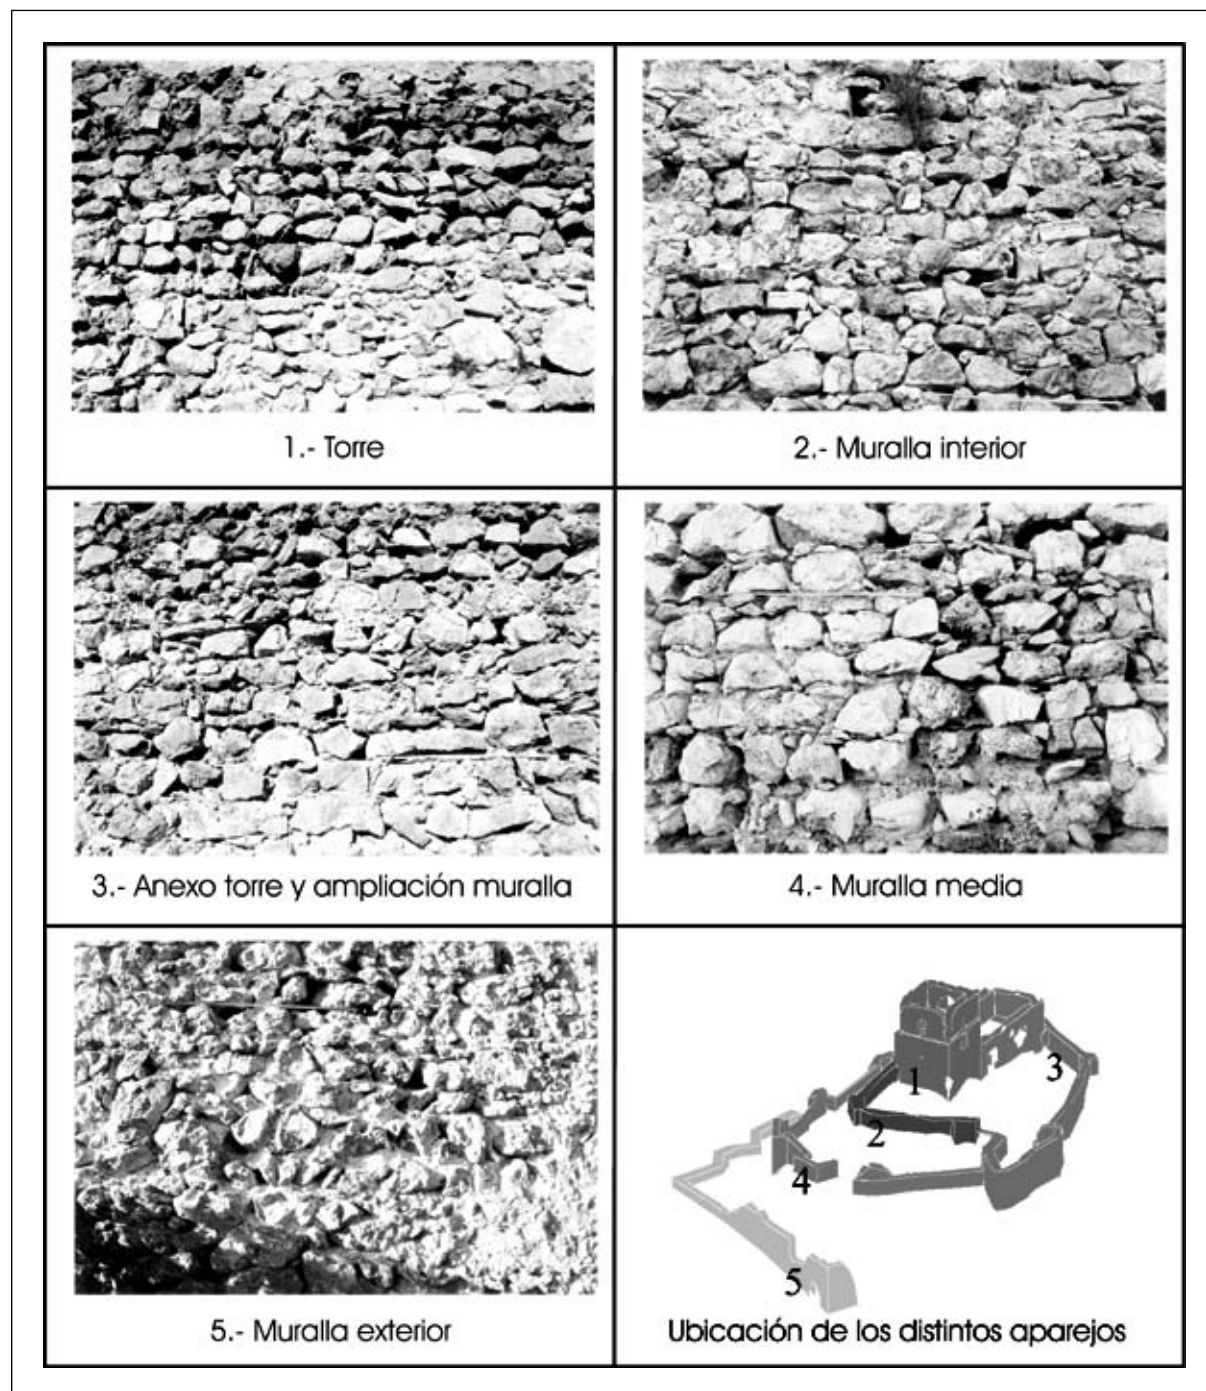 1.- Torre
2.- Muralla interior
3.- Anexo torre y ampliación muralla
4.- Muralla media
5.- Muralla exterior
1
2
3
4
5
Ubicación de los distintos aparejos